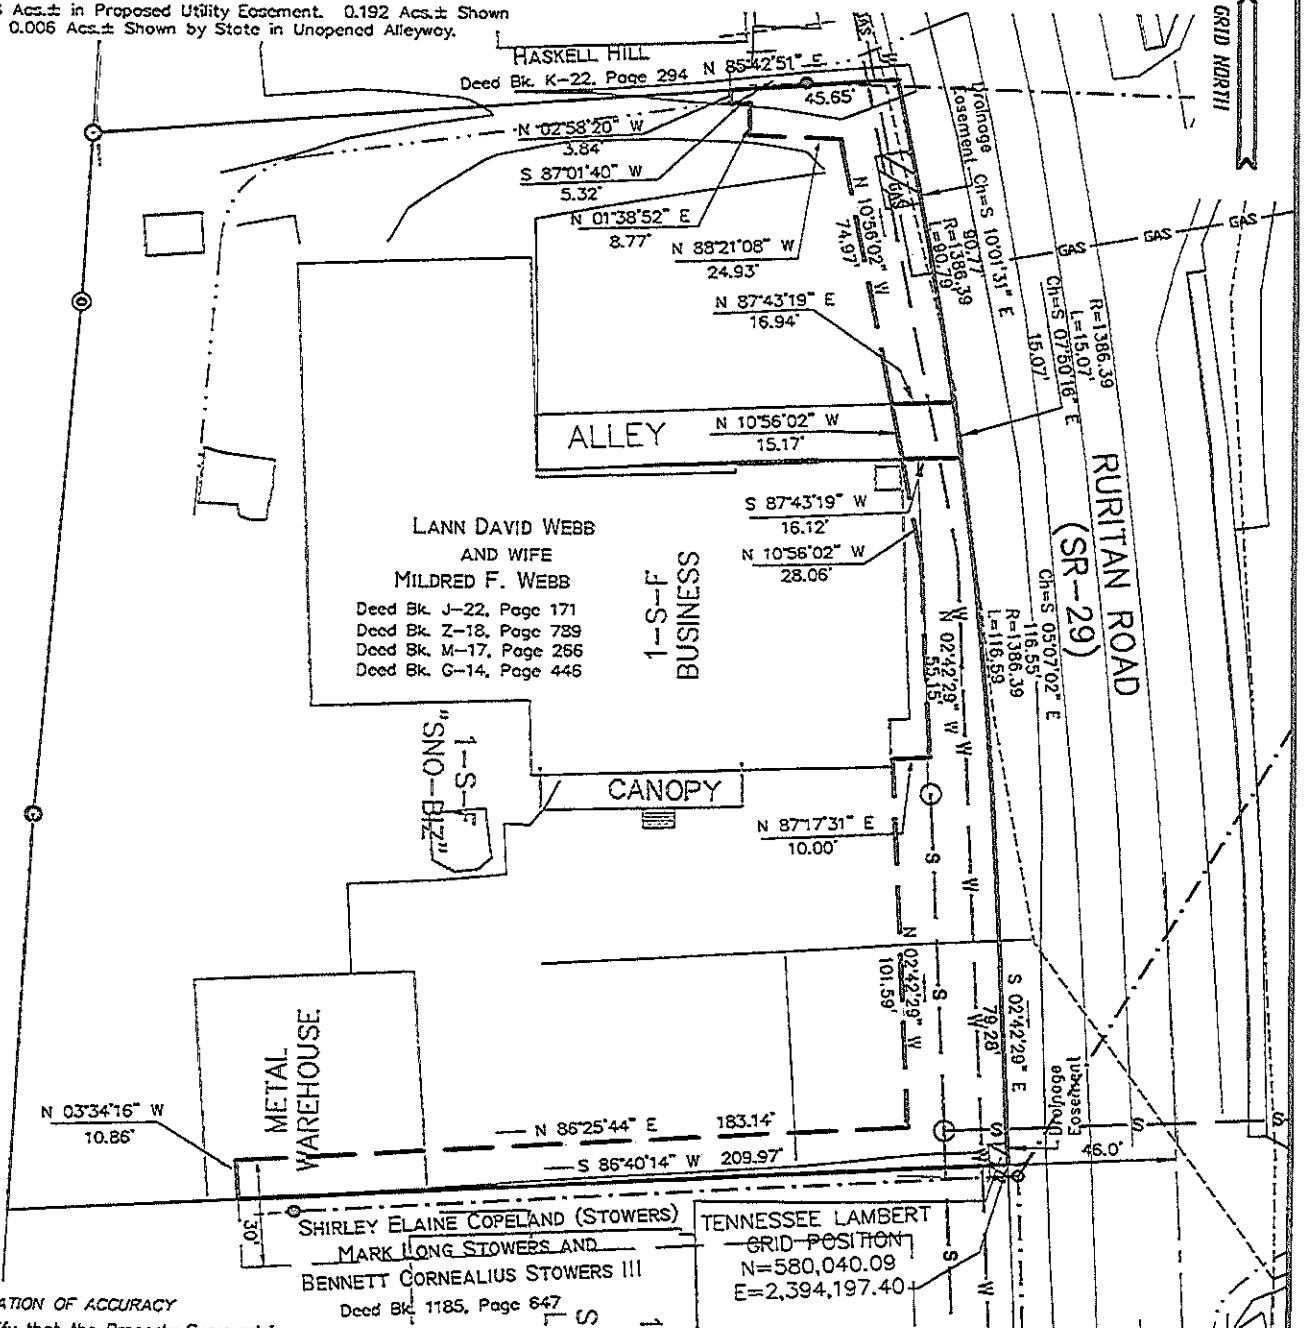 Acs.± in Proposed Utility Easement. 0.192 Acs.± Shown
0.006 Acs.± Shown by State in Unopened Alleyway.
GRID NORTH
HASKELL HILL
Deed Bk. K-22, Page 294
N 85°42'51" E
45.65'
N 02°58'20" W
3.84'
S 87°01'40" W
5.32'
N 01°38'52" E
8.77'
N 88°21'08" W
24.93'
N 10°56'02" W
74.97'
GAS
Drainage
Easement
Ch=S 10°01'31" E
90.77'
R=1386.39
L=90.79
GAS
GAS
GAS
N 87°43'19" E
16.94'
R=1386.39
L=15.07'
Ch=S 07°50'16" E
15.07'
ALLEY
N 10°56'02" W
15.17'
S 87°43'19" W
16.12'
N 10°56'02" W
28.06'
RURITAN ROAD
(SR-29)
LANN DAVID WEBB
AND WIFE
MILDRED F. WEBB
Deed Bk. J-22, Page 171
Deed Bk. Z-18, Page 789
Deed Bk. M-17, Page 266
Deed Bk. G-14, Page 446
1-S-F
BUSINESS
Ch=S 05°07'02" E
116.55'
R=1386.39
L=116.59
W
N 02°42'29" W
55.15'
W
W
1-S-F
"SNO-BIZ"
CANOPY
N 87°17'31" E
10.00'
S
W
N 02°42'29" W
101.59'
S
W
S 02°42'29" E
79.28'
METAL
WAREHOUSE
Drainage
Easement
N 03°34'16" W
10.86'
N 86°25'44" E 183.14'
S 86°40'14" W 209.97'
S
S
S
W
46.0'
30'
SHIRLEY ELAINE COPELAND (STOWERS)
MARK LONG STOWERS AND
BENNETT CORNEALIUS STOWERS III
Deed Bk. 1185, Page 647
TENNESSEE LAMBERT
GRID POSITION
N=580,040.09
E=2,394,197.40
S
W
S
1
ATION OF ACCURACY